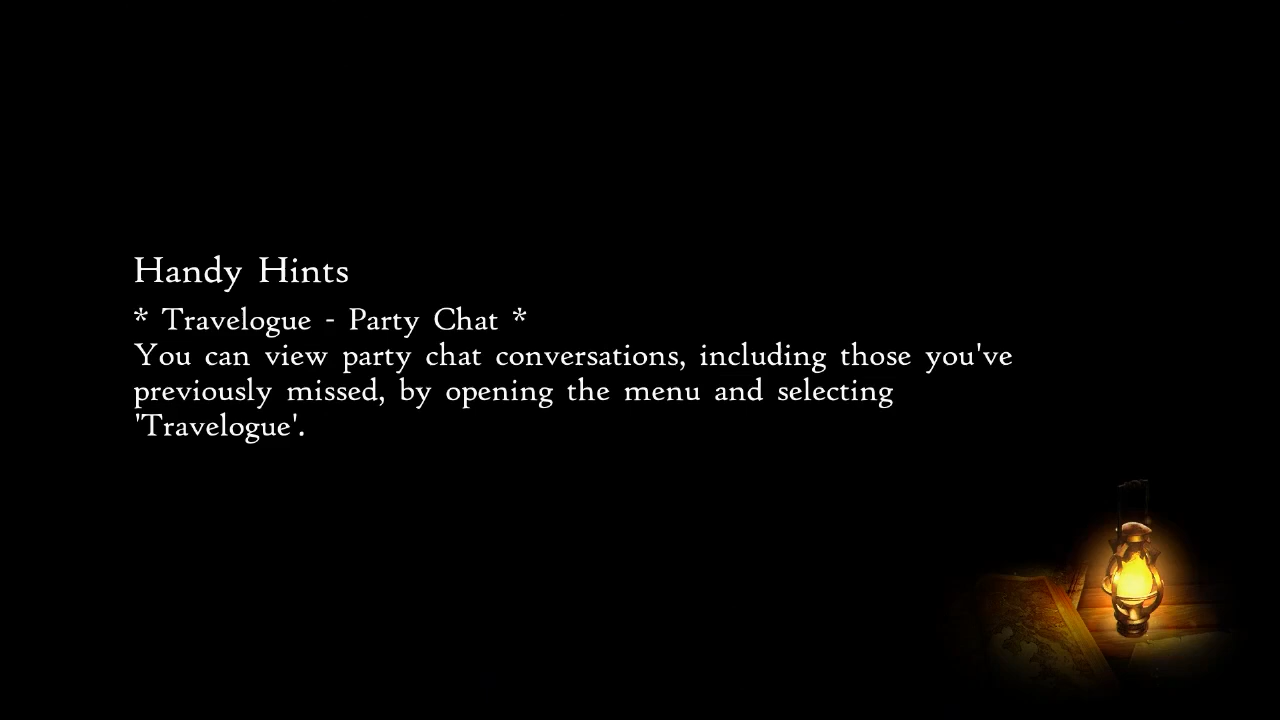 Handy Hints
* Travelogue - Party Chat *
You can view party chat conversations, including those you've
previously missed, by opening the menu and selecting
'Travelogue'.